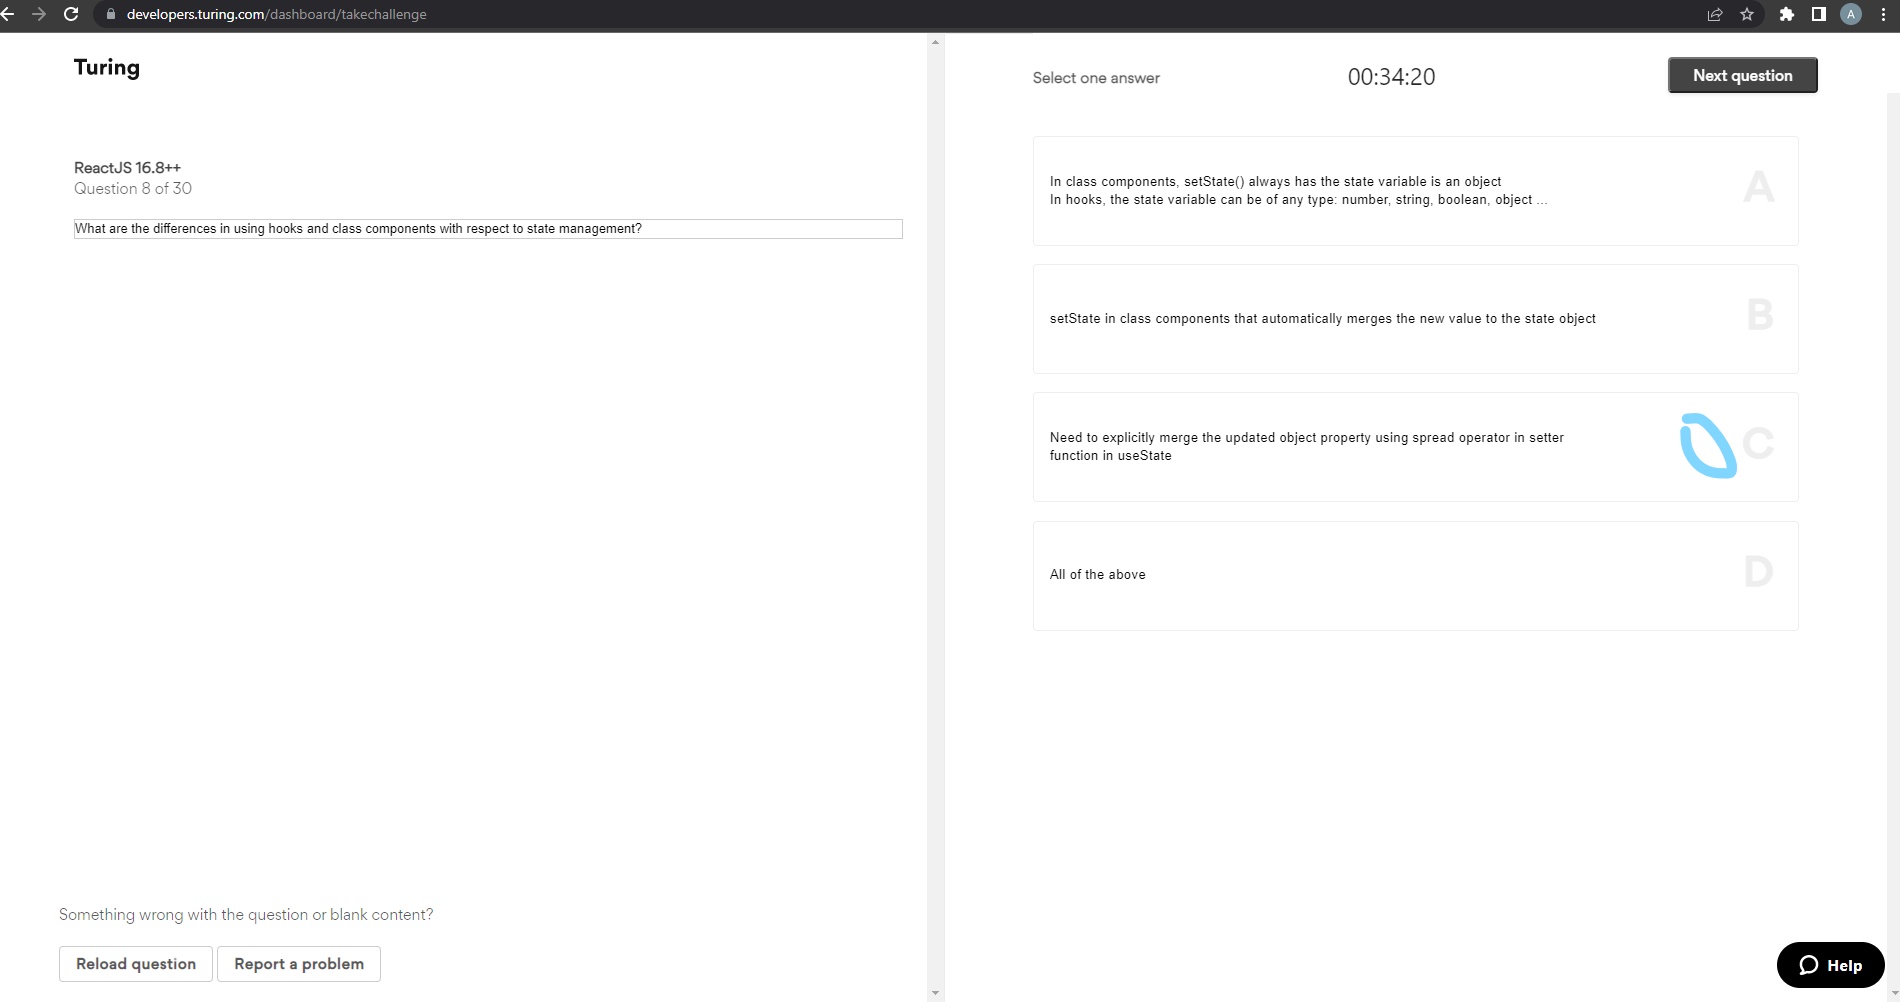 developers.turing.com/dashboard/takechallenge
A
Turing
ReactJS 16.8++
Question 8 of 30
What are the differences in using hooks and class components with respect to state management?
Something wrong with the question or blank content?
Reload question
Report a problem
Select one answer
00:34:20
Next question
In class components, setState() always has the state variable is an object
In hooks, the state variable can be of any type: number, string, boolean, object ...
A
setState in class components that automatically merges the new value to the state object
B
Need to explicitly merge the updated object property using spread operator in setter
function in useState
C
All of the above
D
Help